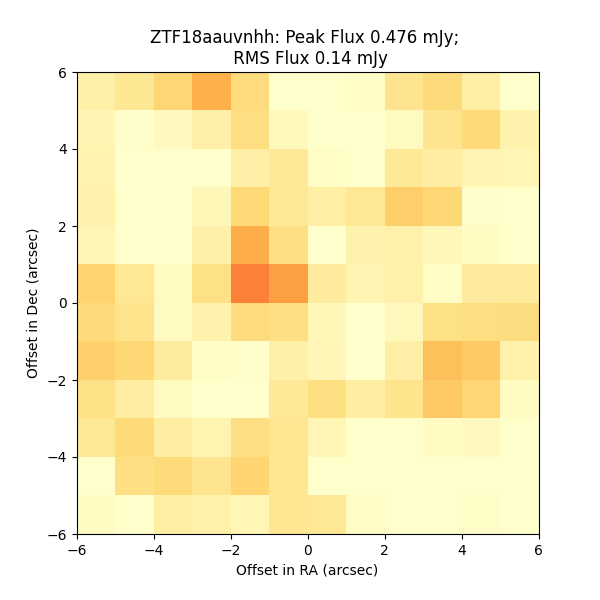 ZTF18aauvnhh: Peak Flux 0.476 mJy;
RMS Flux 0.14 mJy
6
4
2
0
−2
−4
−6
Offset in Dec (arcsec)
−6 −4 −2 0 2 4 6
Offset in RA (arcsec)